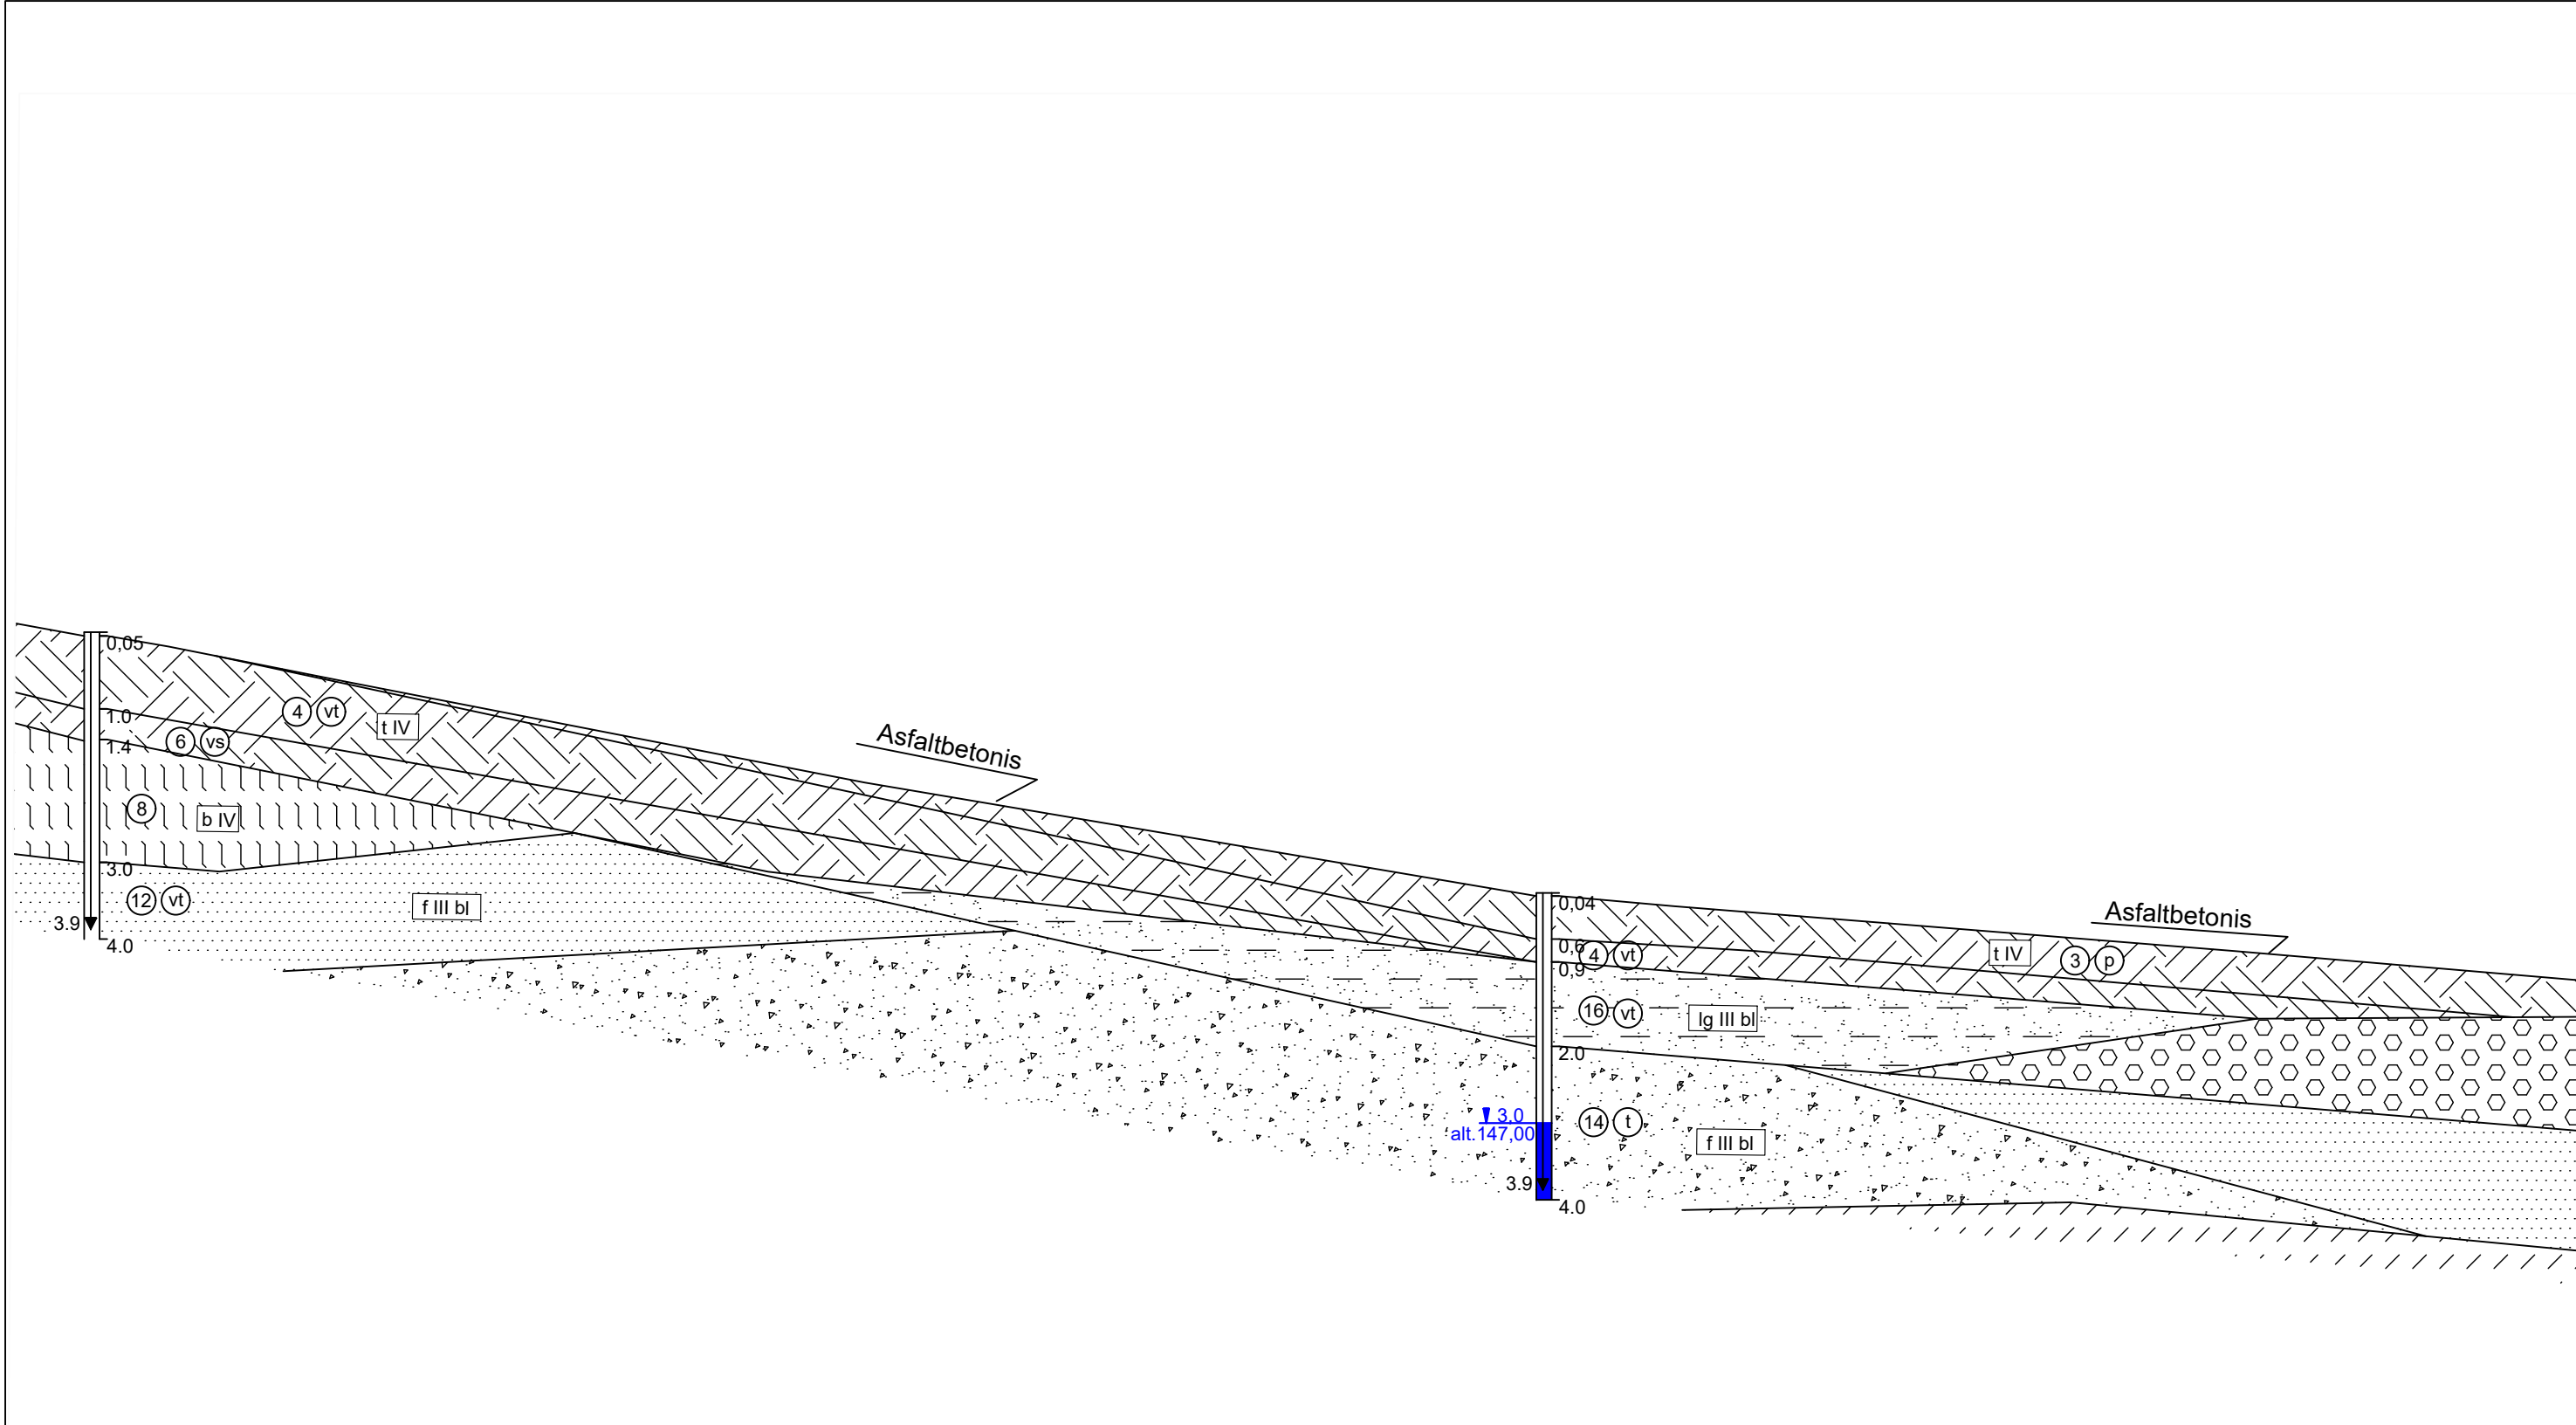 0,05
1.0
1.4
3.0
3.9
4.0
4 vt
t IV
6 vs
8
b IV
12 vt
f III bl
Asfaltbetonis
0,04
0,6
0,9
2.0
3,0
alt.147,00
3.9
4.0
4 vt
16 vt
lg III bl
14 t
f III bl
t IV
3 p
Asfaltbetonis